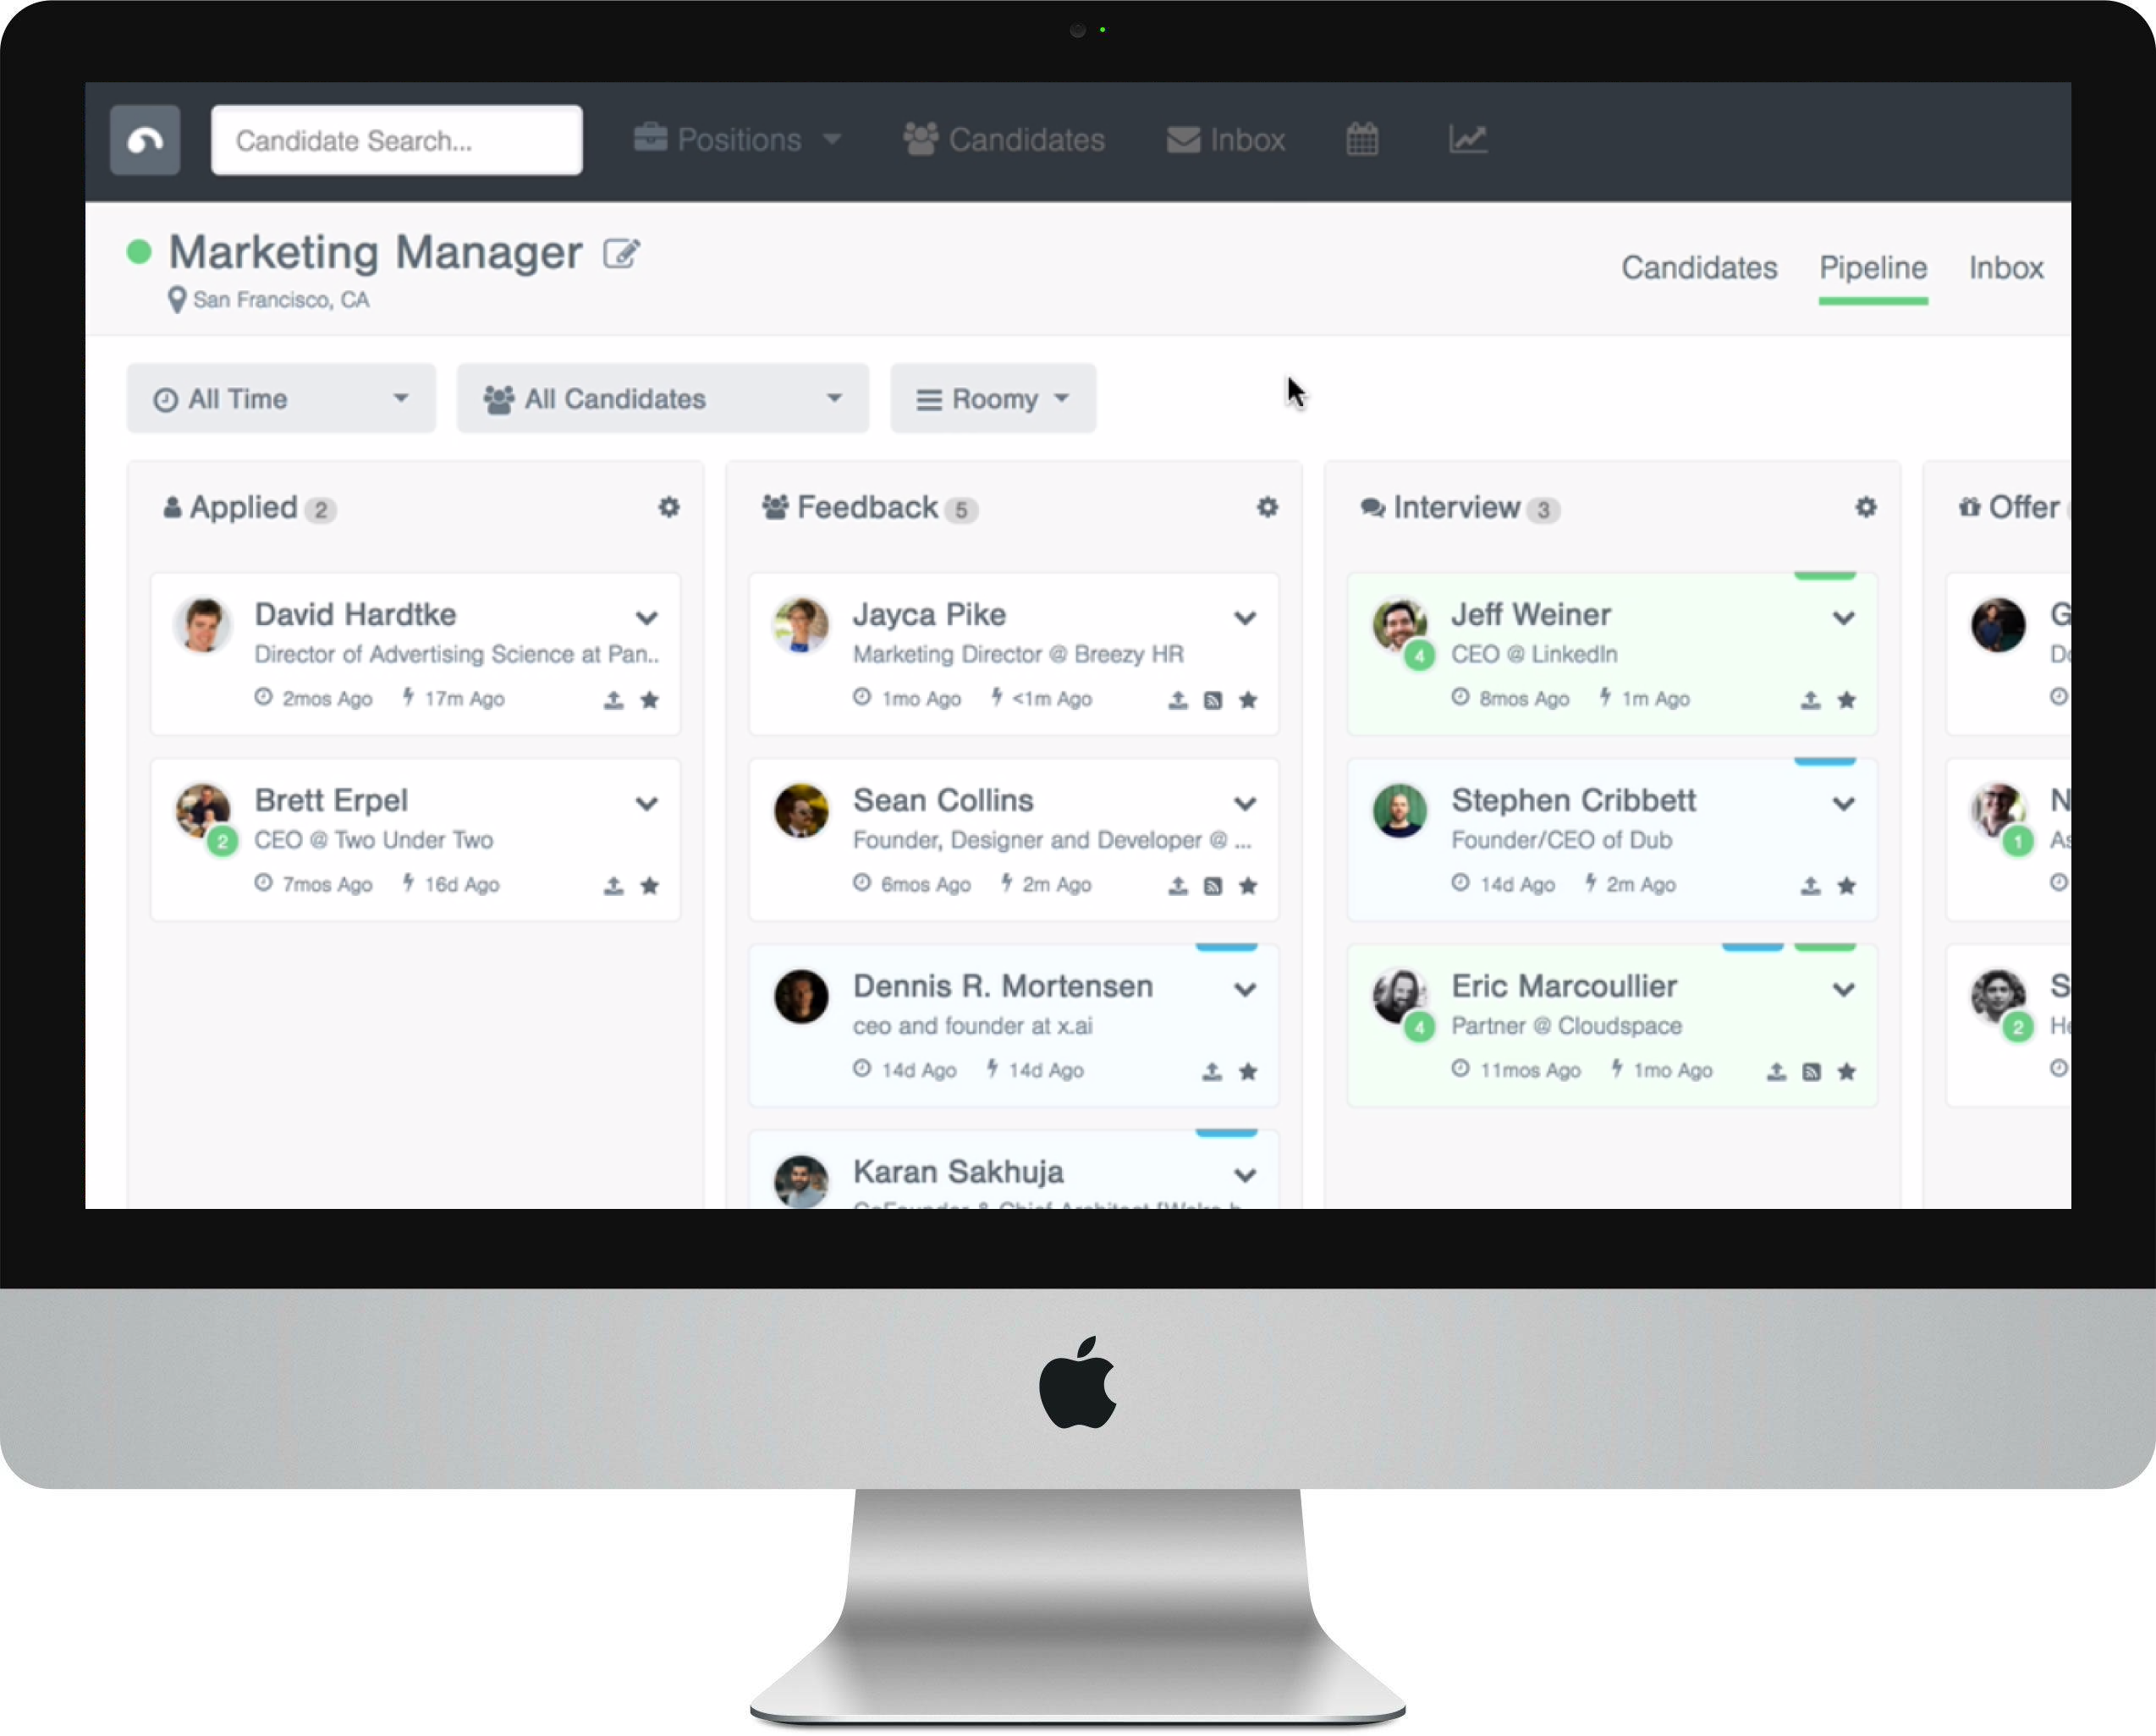 Candidate Search...
Positions
Candidates
Inbox
Marketing Manager
San Francisco, CA
Candidates
Pipeline
Inbox
All Time
All Candidates
Roomy
Applied 2
David Hardtke
Director of Advertising Science at Pan..
2mos Ago 17m Ago
2
Brett Erpel
CEO @ Two Under Two
7mos Ago 16d Ago
Feedback 5
Jayca Pike
Marketing Director @ Breezy HR
1mo Ago <1m Ago
Sean Collins
Founder, Designer and Developer @ ...
6mos Ago 2m Ago
Dennis R. Mortensen
ceo and founder at x.ai
14d Ago 14d Ago
Karan Sakhuja
Interview 3
4
Jeff Weiner
CEO @ LinkedIn
8mos Ago 1m Ago
Stephen Cribbett
Founder/CEO of Dub
14d Ago 2m Ago
4
Eric Marcoullier
Partner @ Cloudspace
11mos Ago 1mo Ago
Offer
G
1
N
2
S